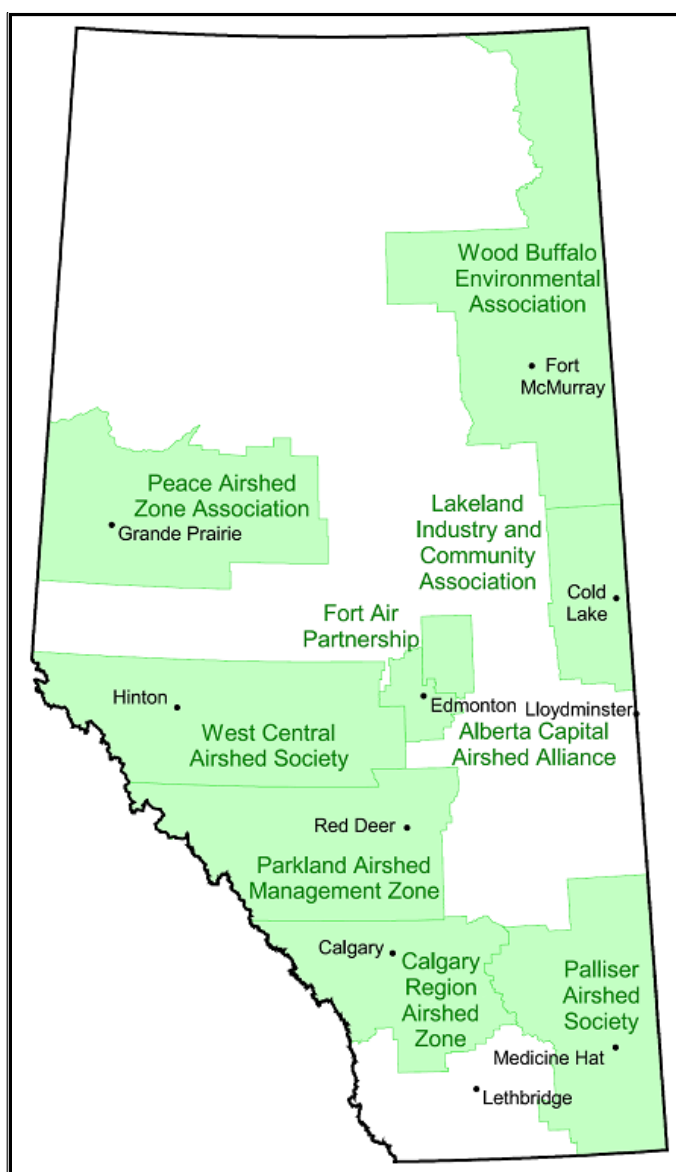 Wood Buffalo
Environmental
Association
Fort
McMurray
Peace Airshed
Zone Association
Grande Prairie
Lakeland
Industry and
Community
Association
Cold
Lake
Fort Air
Partnership
Hinton
Edmonton
Lloydminster
West Central
Airshed Society
Alberta Capital
Airshed Alliance
Red Deer
Parkland Airshed
Management Zone
Calgary
Calgary
Region
Airshed
Zone
Palliser
Airshed
Society
Medicine Hat
Lethbridge